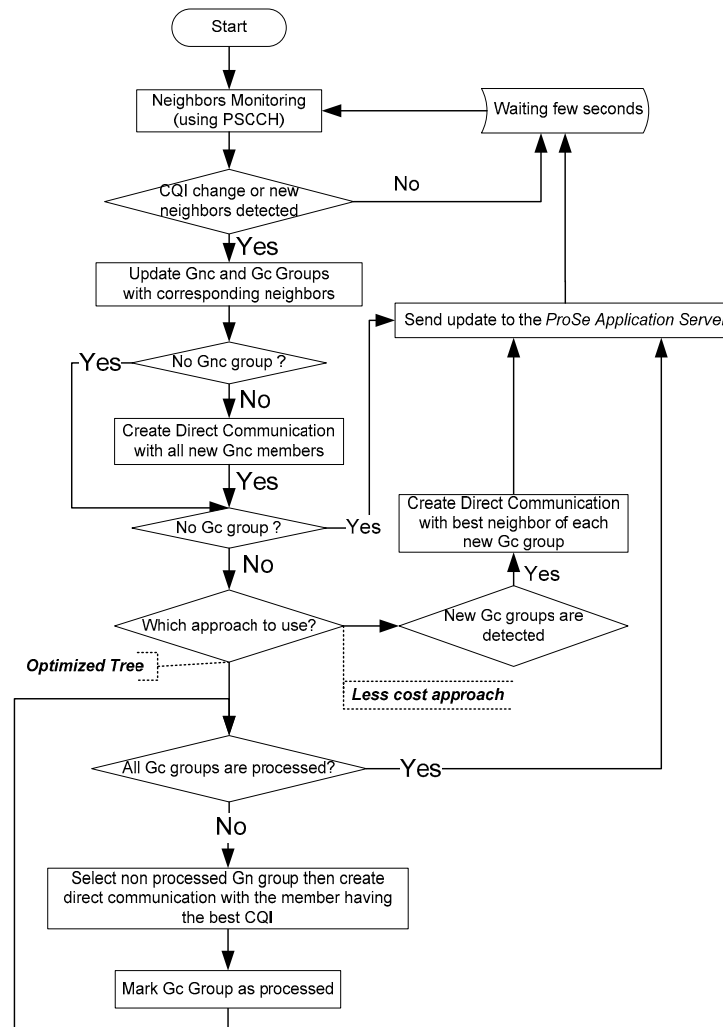 Start
Neighbors Monitoring
(using PSCCH)
Waiting few seconds
CQI change or new
neighbors detected
No
Yes
Update Gnc and Gc Groups
with corresponding neighbors
Send update to the ProSe Application Server
Yes
No Gnc group ?
No
Create Direct Communication
with all new Gnc members
Yes
No Gc group ?
Yes
Create Direct Communication
with best neighbor of each
new Gc group
No
Yes
Which approach to use?
New Gc groups are
detected
Optimized Tree
Less cost approach
All Gc groups are processed?
Yes
No
Select non processed Gn group then create
direct communication with the member having
the best CQI
Mark Gc Group as processed